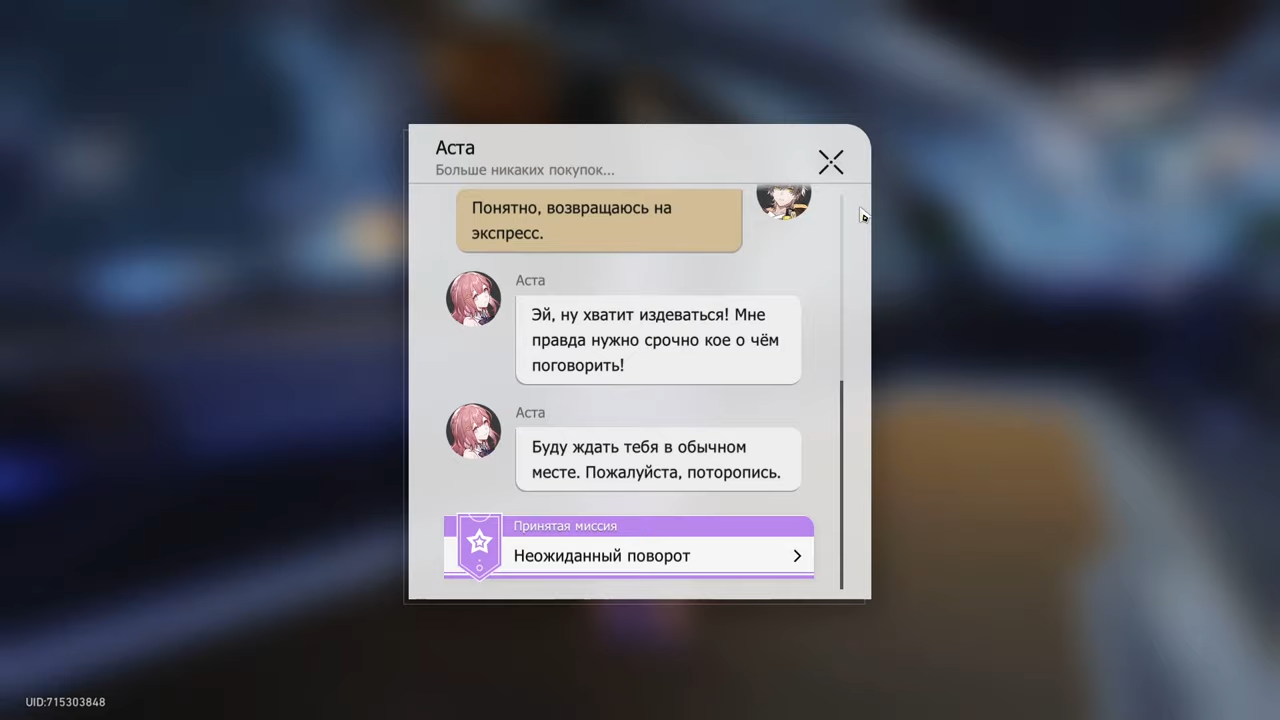 Аста
Больше никаких покупок...
Понятно, возвращаюсь на
экспресс.
Аста
Эй, ну хватит издеваться! Мне
правда нужно срочно кое о чём
поговорить!
Аста
Буду ждать тебя в обычном
месте. Пожалуйста, поторопись.
Принятая миссия
Неожиданный поворот
UID:715303848